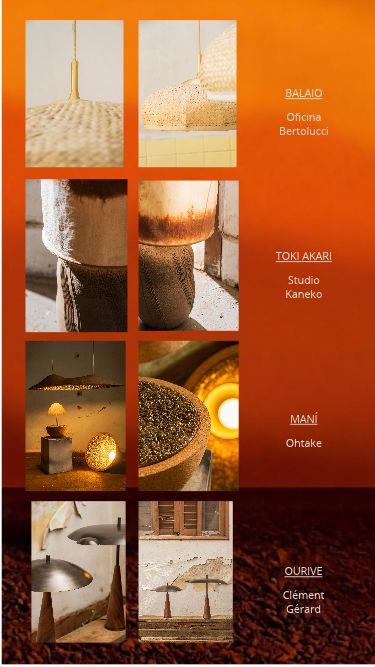 BALAIO
Oficina
Bertolucci
TOKI AKARI
Studio
Kaneko
MANÍ
Ohtake
OURIVE
Clément
Gérard